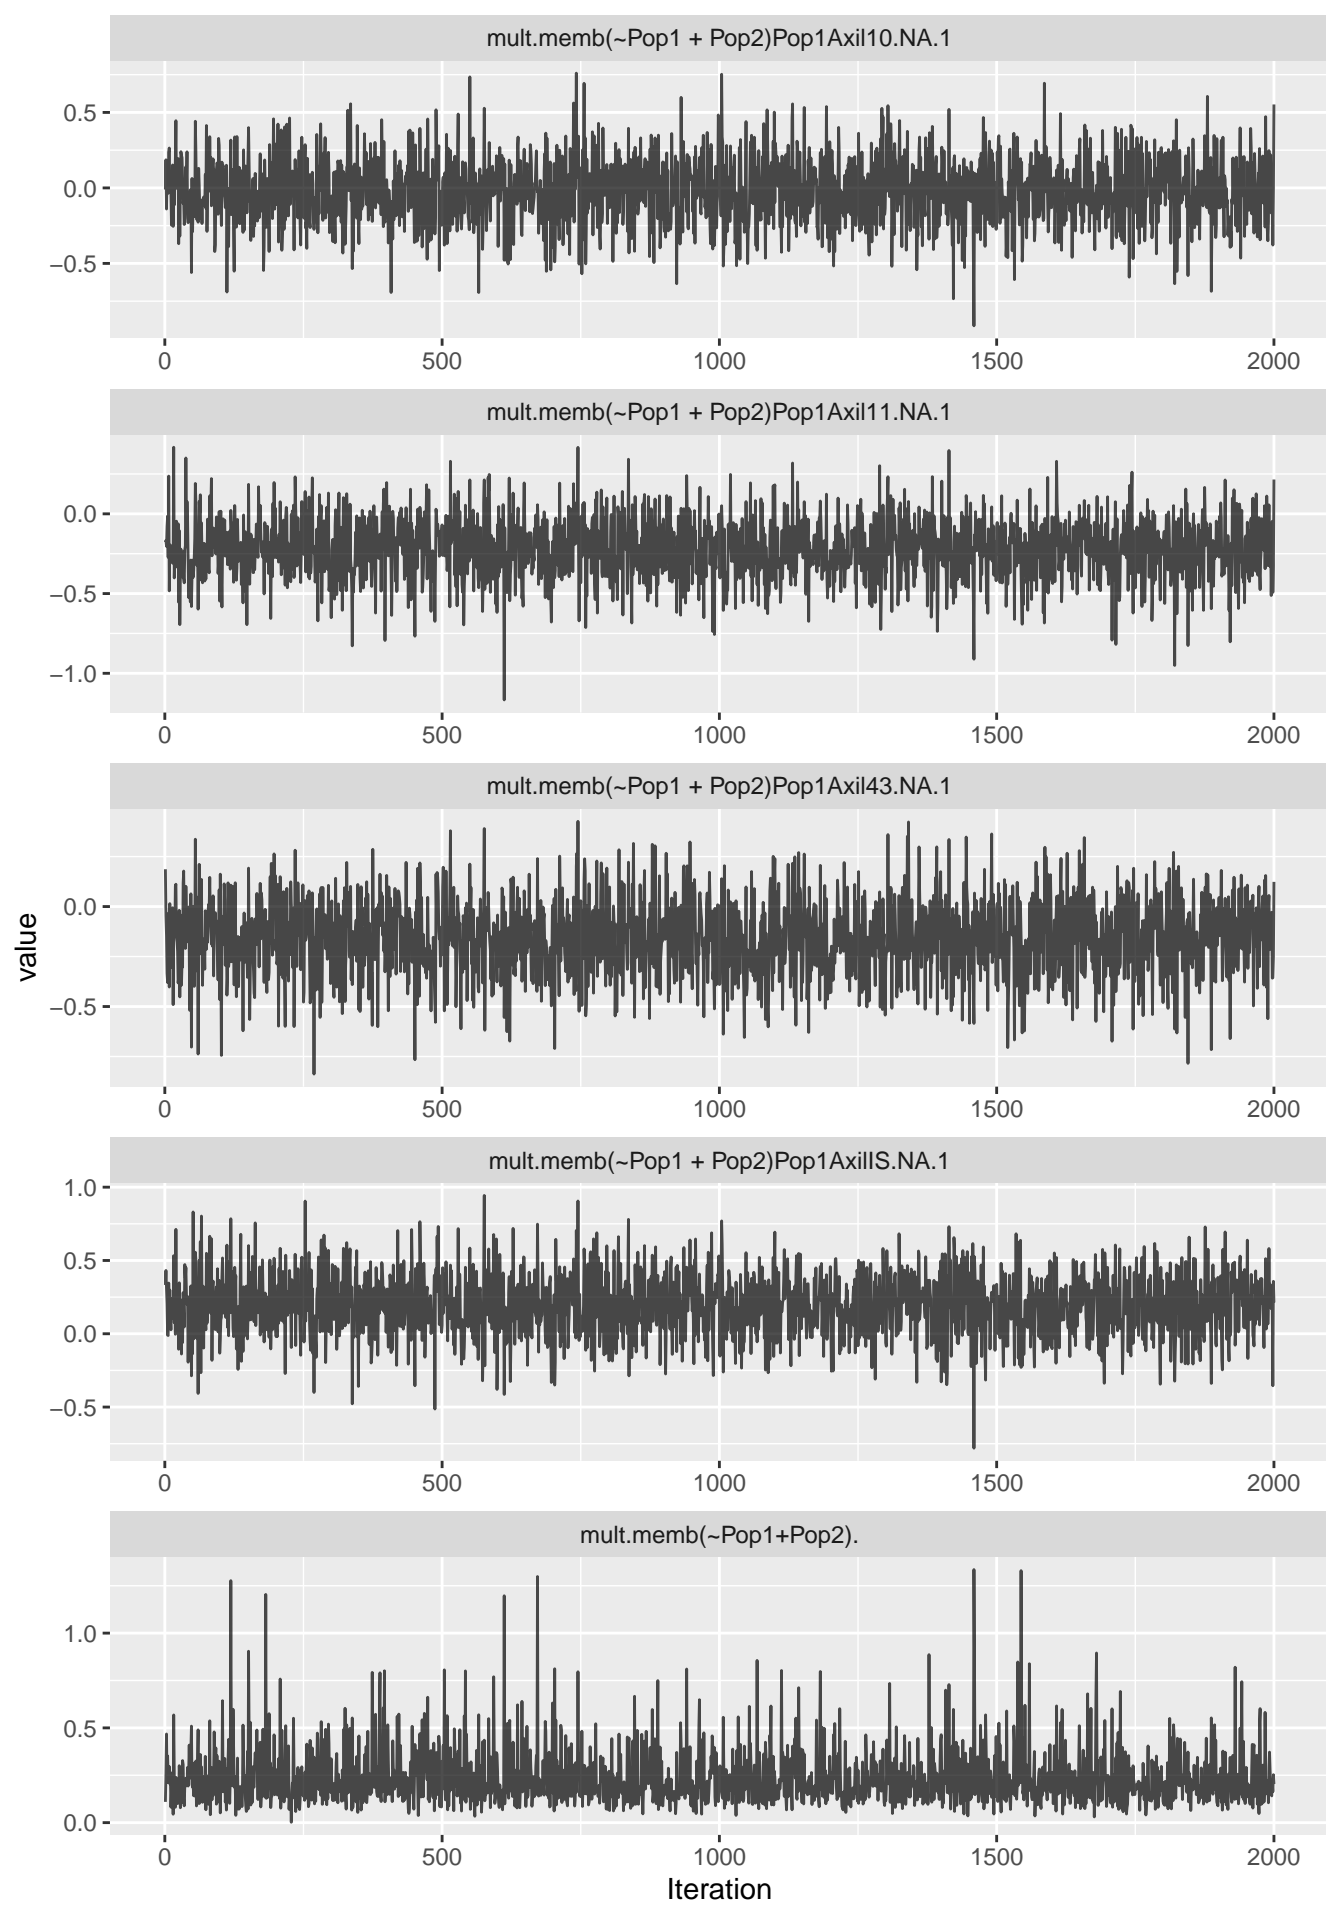 mult.memb(~Pop1 + Pop2)Pop1Axil10.NA.1
0.5
0.0
−0.5
0 500 1000 1500 2000
mult.memb(~Pop1 + Pop2)Pop1Axil11.NA.1
0.0
−0.5
−1.0
0 500 1000 1500 2000
mult.memb(~Pop1 + Pop2)Pop1Axil43.NA.1
0.0
−0.5
0 500 1000 1500 2000
value
mult.memb(~Pop1 + Pop2)Pop1AxilIS.NA.1
1.0
0.5
0.0
−0.5
0 500 1000 1500 2000
mult.memb(~Pop1+Pop2).
1.0
0.5
0.0
0 500 1000 1500 2000
Iteration